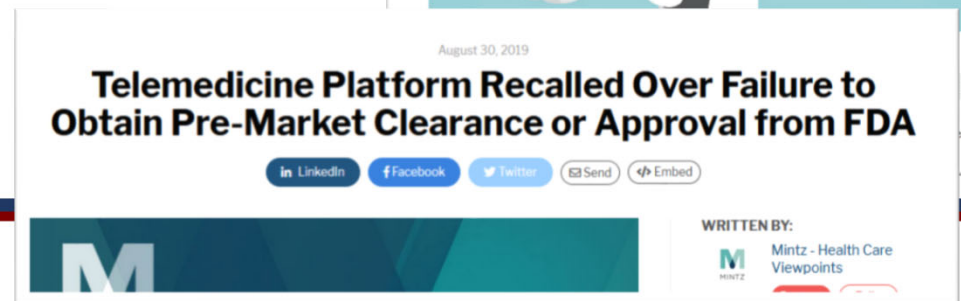 August 30, 2019
Telemedicine Platform Recalled Over Failure to
Obtain Pre-Market Clearance or Approval from FDA
in LinkedIn f Facebook Twitter Send </> Embed
WRITTEN BY:
M
Mintz - Health Care
Viewpoints
M
MINTZ